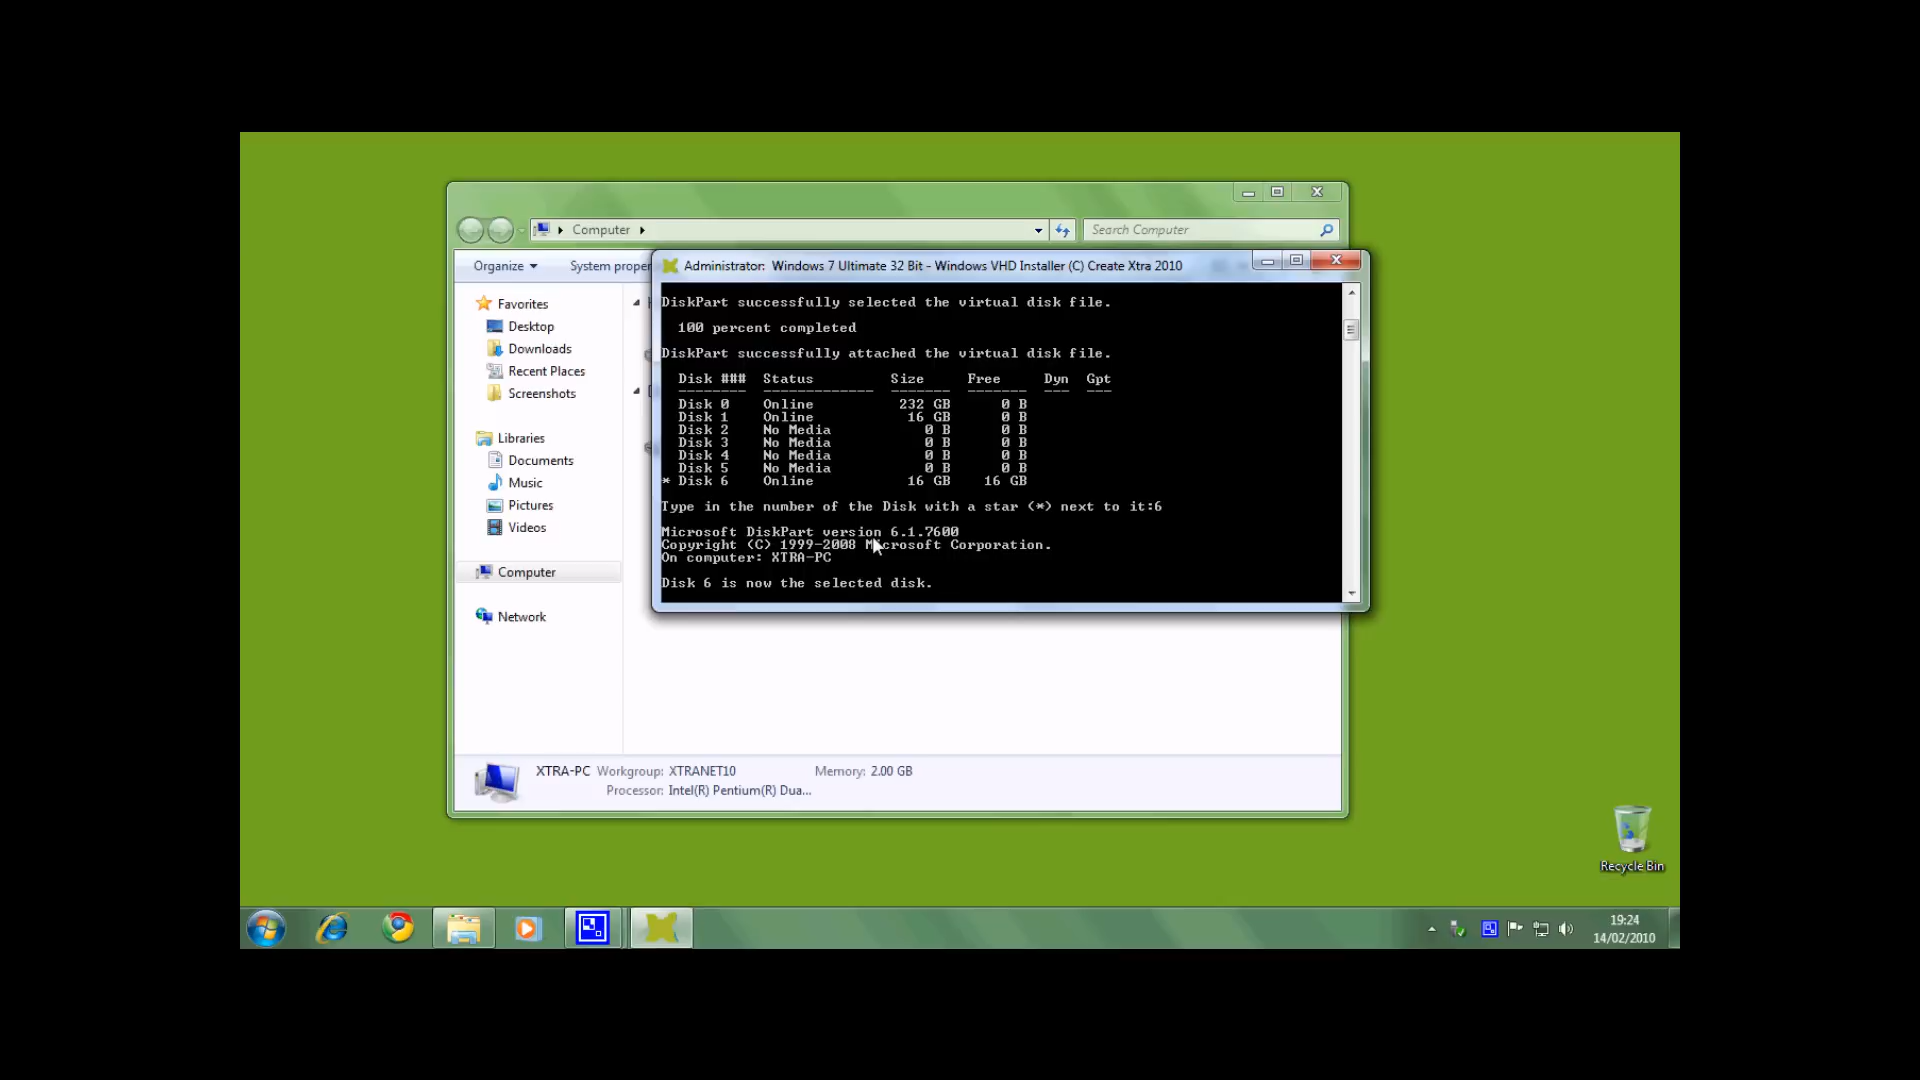 Computer
Search Computer
Organize
System proper
Administrator: Windows 7 Ultimate 32 Bit - Windows VHD Installer (C) Create Xtra 2010
Favorites
Desktop
Downloads
Recent Places
Screenshots
Libraries
Documents
Music
Pictures
Videos
Computer
Network
DiskPart successfully selected the virtual disk file.
100 percent completed
DiskPart successfully attached the virtual disk file.
Disk ### Status Size Free Dyn Gpt
Disk 0 Online 232 GB 0 B
Disk 1 Online 16 GB 0 B
Disk 2 No Media 0 B 0 B
Disk 3 No Media 0 B 0 B
Disk 4 No Media 0 B 0 B
Disk 5 No Media 0 B 0 B
* Disk 6 Online 16 GB 16 GB
Type in the number of the Disk with a star (*) next to it:6
Microsoft DiskPart version 6.1.7600
Copyright (C) 1999-2008 Microsoft Corporation.
On computer: XTRA-PC
Disk 6 is now the selected disk.
XTRA-PC Workgroup: XTRANET10 Memory: 2.00 GB
Processor: Intel(R) Pentium(R) Dua...
Recycle Bin
19:24
14/02/2010